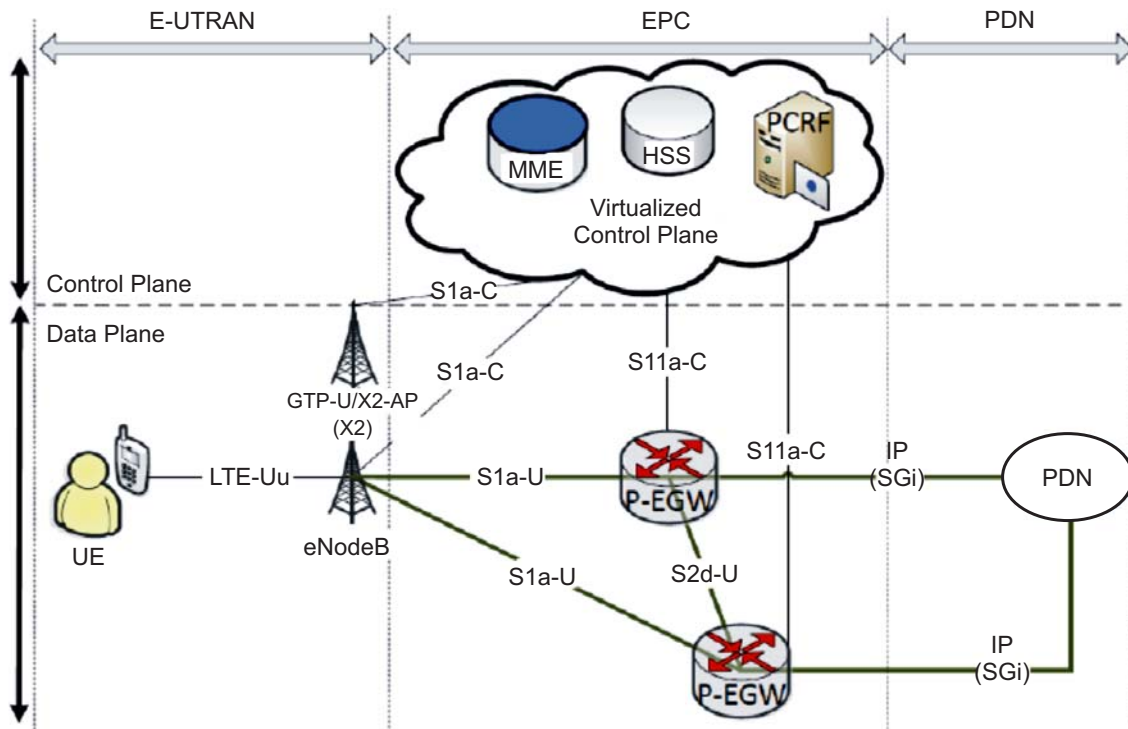 E-UTRAN
EPC
PDN
MME
HSS
PCRF
Virtualized
Control Plane
Control Plane
S1a-C
Data Plane
S1a-C
S11a-C
GTP-U/X2-AP
(X2)
S11a-C
IP
(SGi)
LTE-Uu
S1a-U
P-EGW
PDN
UE
eNodeB
S1a-U
S2d-U
IP
(SGi)
P-EGW